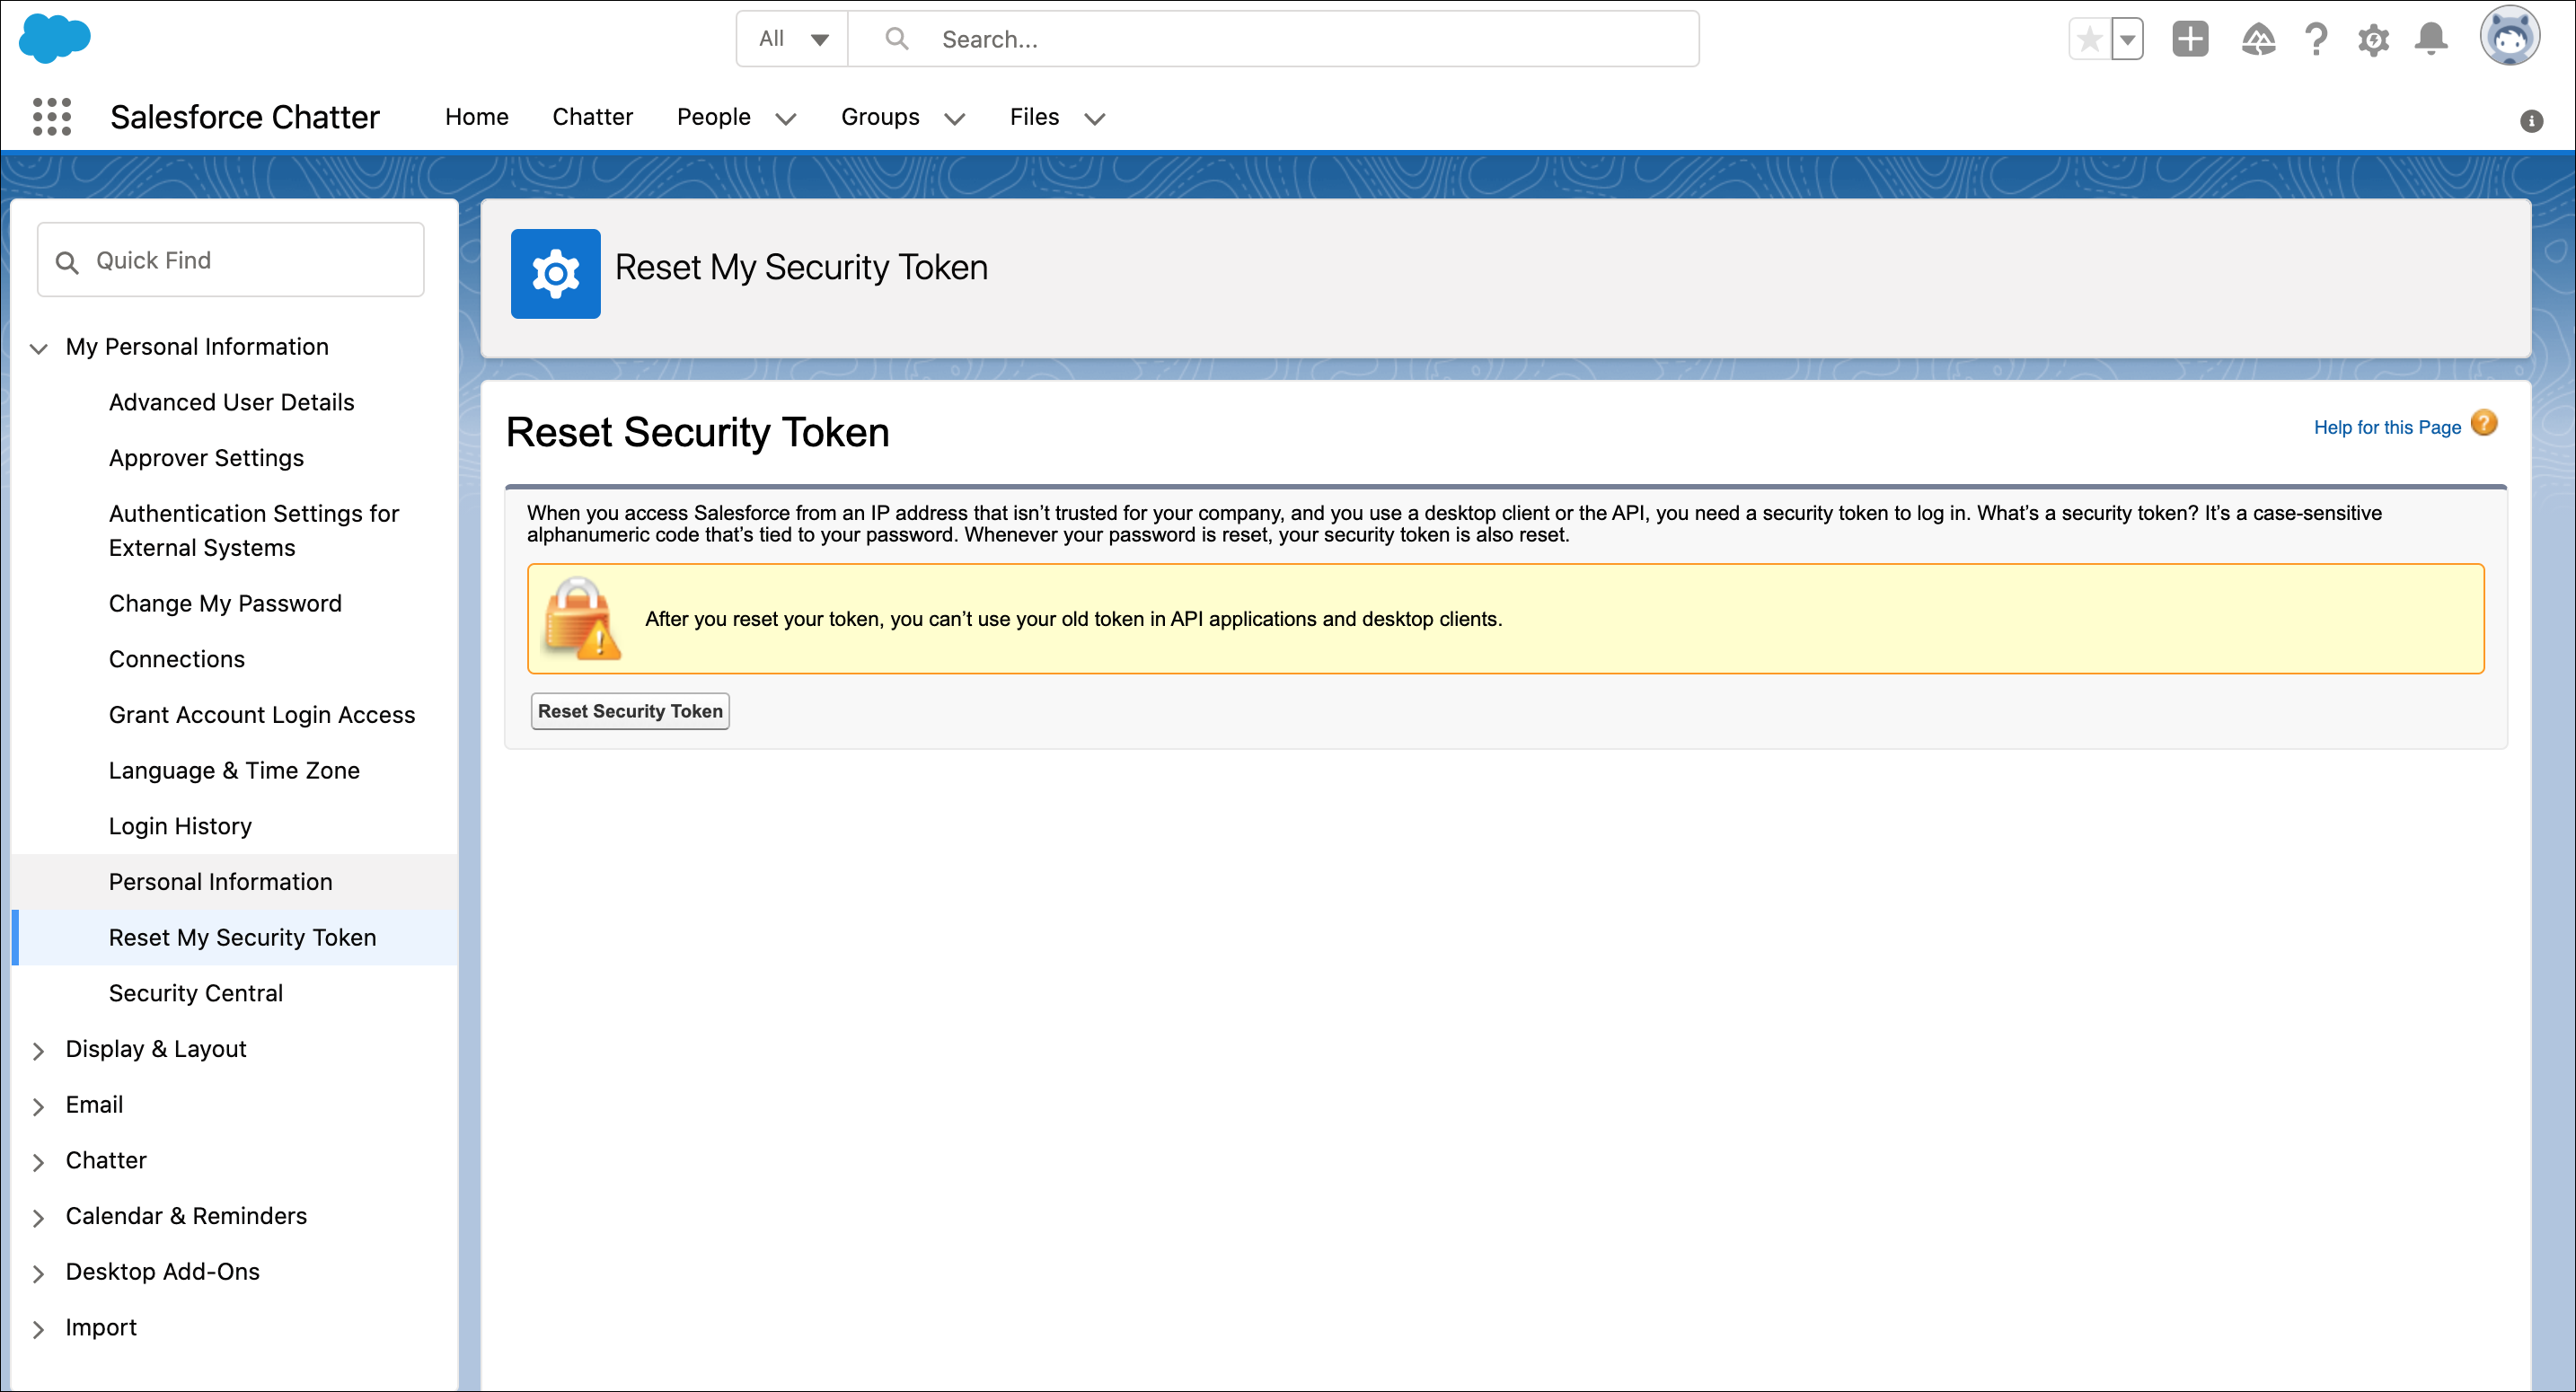 All
Search...
Salesforce Chatter
Home
Chatter
People
Groups
Files
Quick Find
My Personal Information
Advanced User Details
Approver Settings
Authentication Settings for
External Systems
Change My Password
Connections
Grant Account Login Access
Language & Time Zone
Login History
Personal Information
Reset My Security Token
Security Central
Display & Layout
Email
Chatter
Calendar & Reminders
Desktop Add-Ons
Import
Reset My Security Token
Reset Security Token
Help for this Page
When you access Salesforce from an IP address that isn’t trusted for your company, and you use a desktop client or the API, you need a security token to log in. What’s a security token? It’s a case-sensitive
alphanumeric code that’s tied to your password. Whenever your password is reset, your security token is also reset.
After you reset your token, you can’t use your old token in API applications and desktop clients.
Reset Security Token